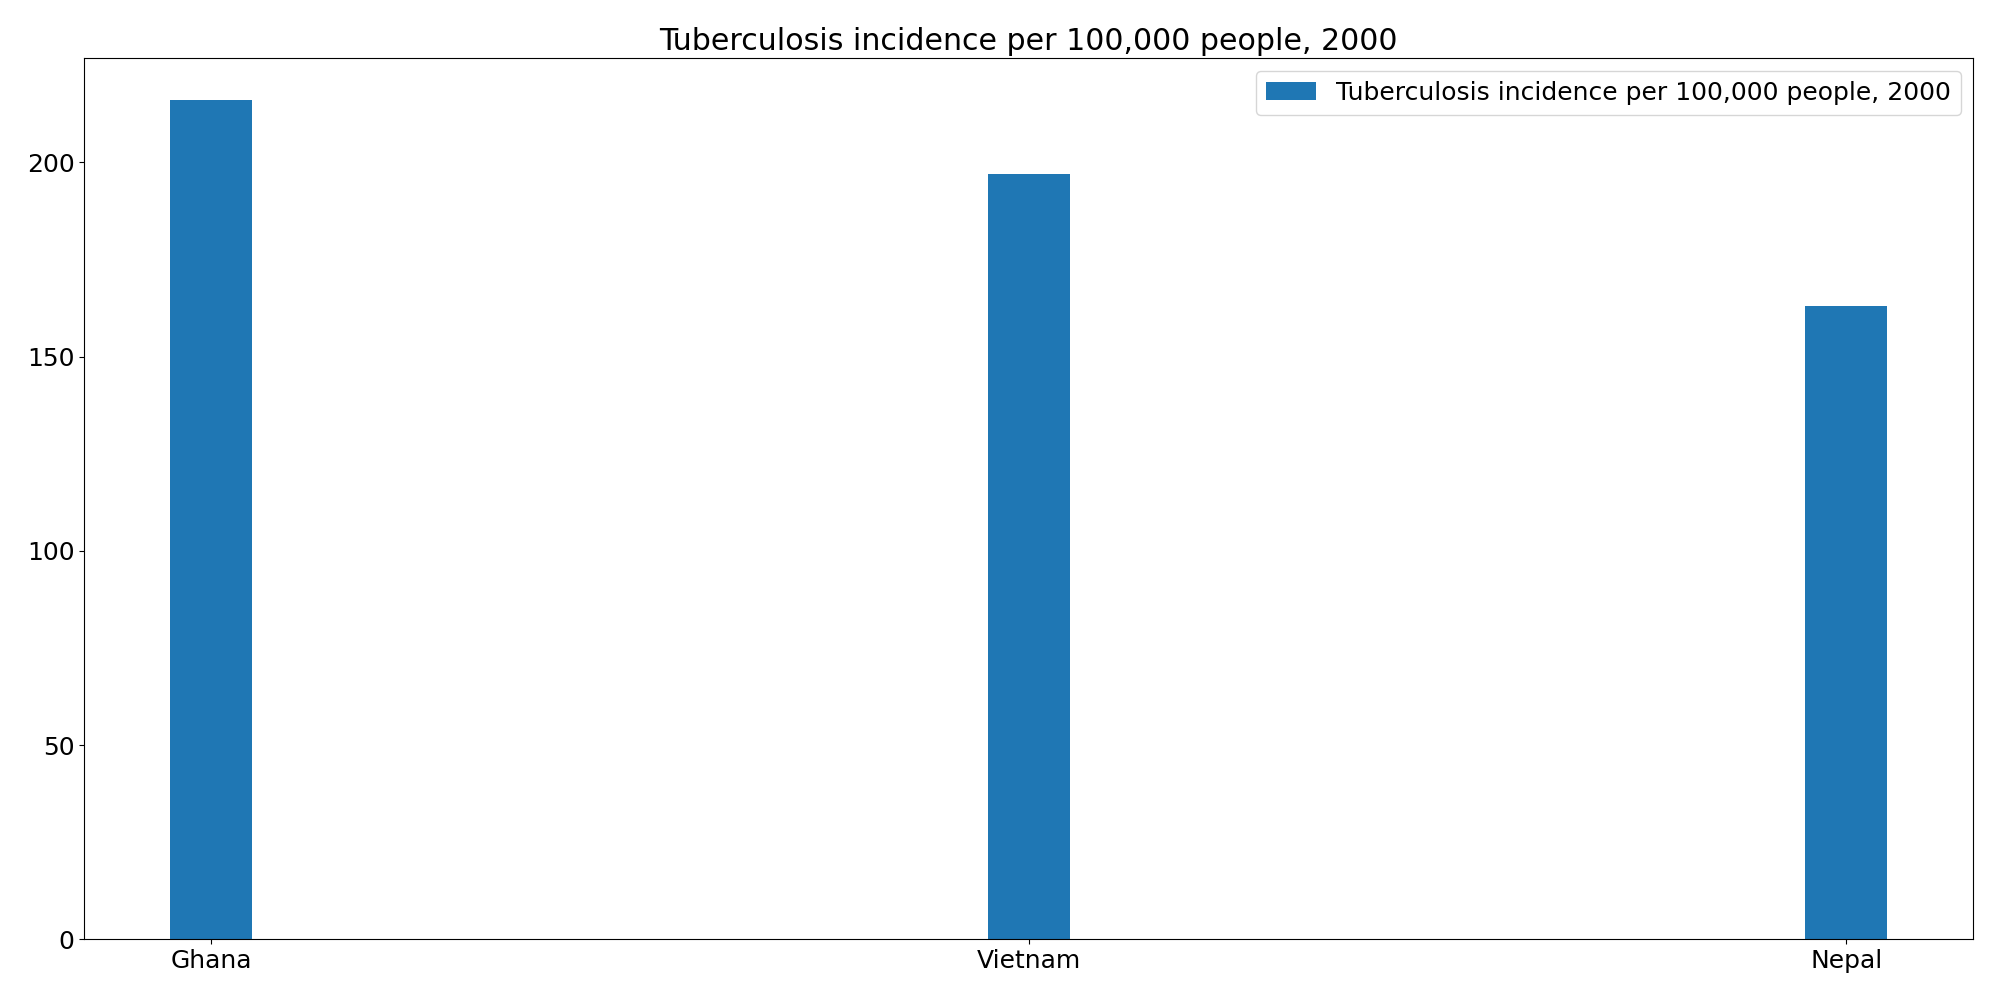 Tuberculosis incidence per 100,000 people, 2000
Tuberculosis incidence per 100,000 people, 2000
200
150
100
50
0
Ghana
Vietnam
Nepal